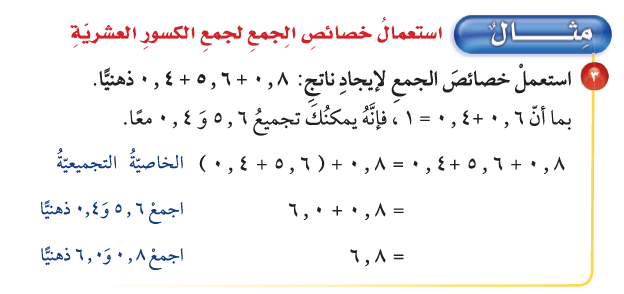 مِثـــالٌ استعمالُ خصائصِ الجمعِ لجمعِ الكسورِ العشريّةِ
٣ استعملْ خصائصَ الجمعِ لإيجادِ ناتجِ: ٠,٨ + ٥,٦ + ٠,٤ ذهنيًّا.
بما أنّ ٠,٦ + ٠,٤ = ١ ، فإنَّهُ يمكنُكَ تجميعُ ٥,٦ وَ ٠,٤ معًا.
٠,٨ + ٥,٦ + ٠,٤ = ٠,٨ + ( ٥,٦ + ٠,٤ ) الخاصيّةُ التجميعيّةُ
= ٠,٨ + ٦,٠ اجمعْ ٥,٦ وَ٠,٤ ذهنيًّا
= ٦,٨ اجمعْ ٠,٨ وَ٦,٠ ذهنيًّا